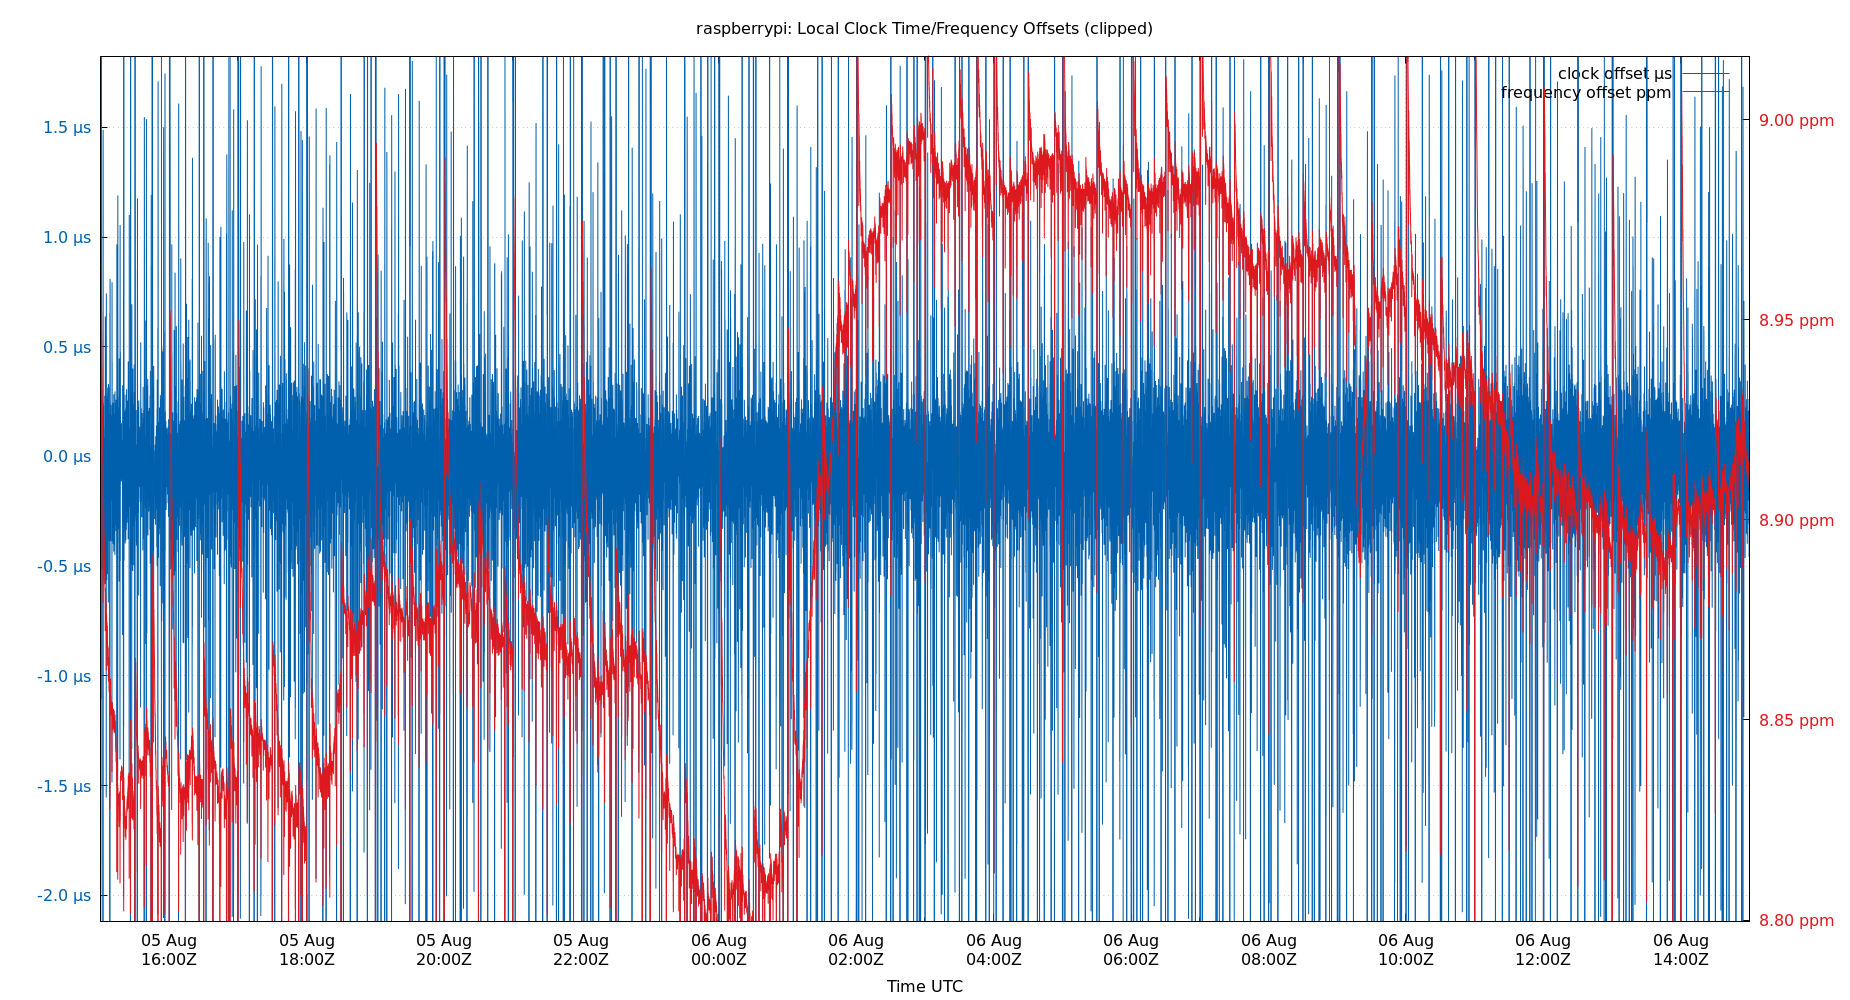 raspberrypi: Local Clock Time/Frequency Offsets (clipped)
clock offset µs
frequency offset ppm
1.5 µs
1.0 µs
0.5 µs
0.0 µs
-0.5 µs
-1.0 µs
-1.5 µs
-2.0 µs
9.00 ppm
8.95 ppm
8.90 ppm
8.85 ppm
8.80 ppm
05 Aug 05 Aug 05 Aug 05 Aug 06 Aug 06 Aug 06 Aug 06 Aug 06 Aug 06 Aug 06 Aug 06 Aug
16:00Z 18:00Z 20:00Z 22:00Z 00:00Z 02:00Z 04:00Z 06:00Z 08:00Z 10:00Z 12:00Z 14:00Z
Time UTC